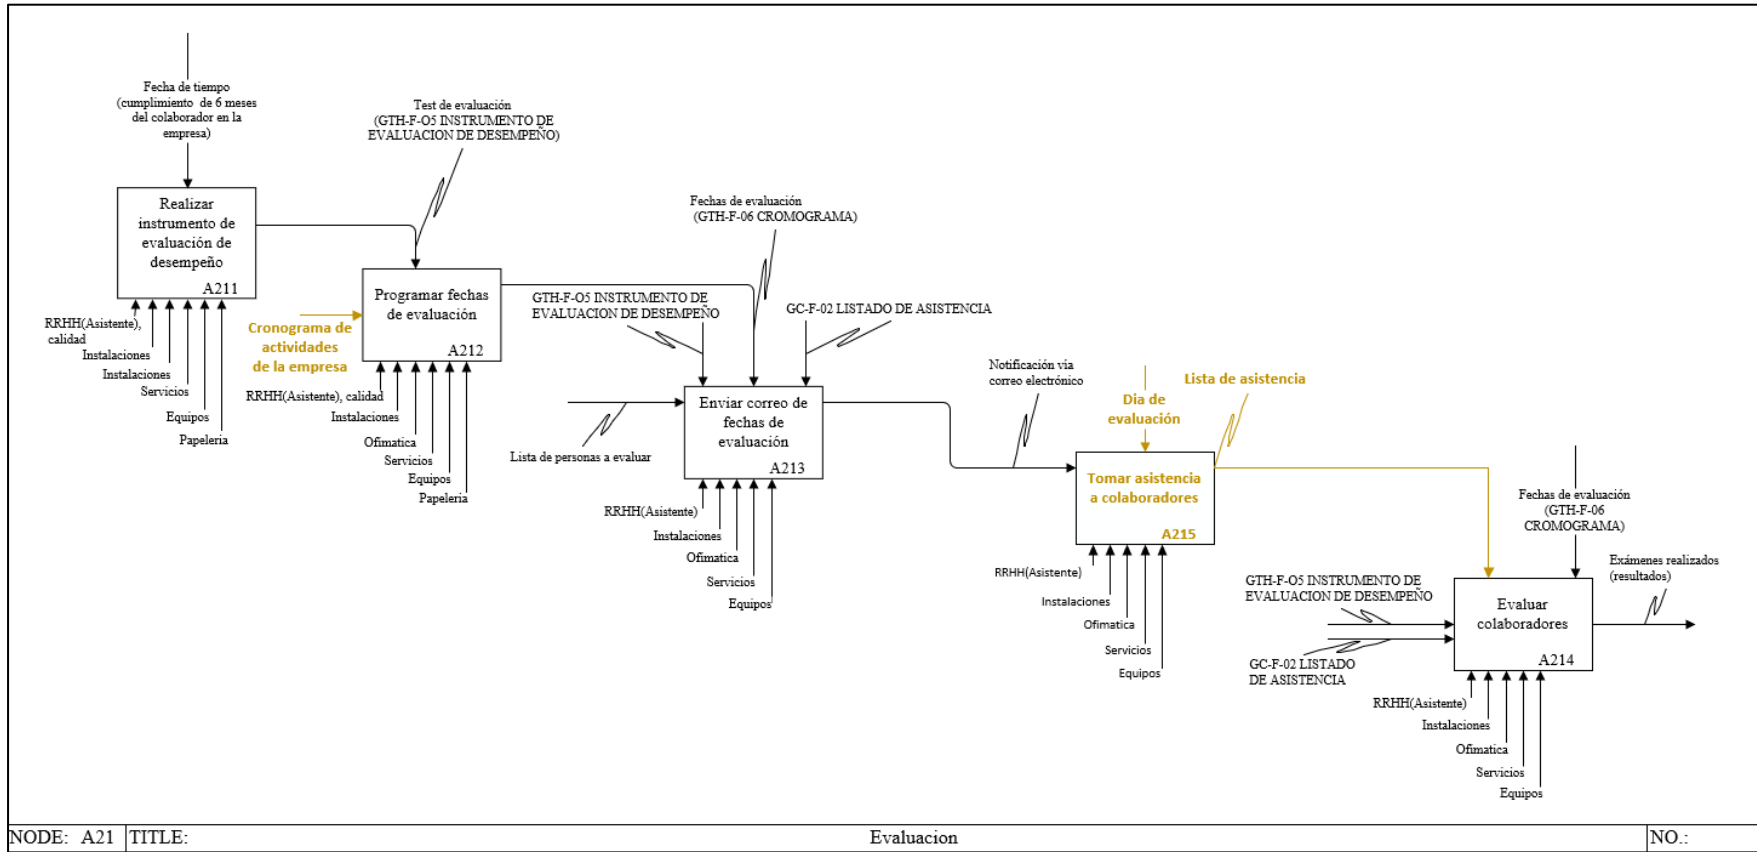 Fecha de tiempo
(cumplimiento de 6 meses
del colaborador en la
empresa)
Realizar
instrumento de
evaluación de
desempeño
A211
RRHH(Asistente),
calidad
Instalaciones
Instalaciones
Servicios
Equipos
Papeleria
Test de evaluación
(GTH-F-O5 INSTRUMENTO DE
EVALUACION DE DESEMPEÑO)
Programar fechas
de evaluación
A212
Cronograma de
actividades
de la empresa
RRHH(Asistente), calidad
Instalaciones
Ofimatica
Servicios
Equipos
Papeleria
Fechas de evaluación
(GTH-F-06 CROMOGRAMA)
GTH-F-O5 INSTRUMENTO DE
EVALUACION DE DESEMPEÑO
GC-F-02 LISTADO DE ASISTENCIA
Enviar correo de
fechas de
evaluación
A213
Lista de personas a evaluar
RRHH(Asistente)
Instalaciones
Ofimatica
Servicios
Equipos
Notificación vía
correo electrónico
Dia de
evaluación
Lista de asistencia
Tomar asistencia
a colaboradores
A215
RRHH(Asistente)
Instalaciones
Ofimatica
Servicios
Equipos
Fechas de evaluación
(GTH-F-06
CROMOGRAMA)
Exámenes realizados
(resultados)
GTH-F-O5 INSTRUMENTO DE
EVALUACION DE DESEMPEÑO
GC-F-02 LISTADO
DE ASISTENCIA
Evaluar
colaboradores
A214
RRHH(Asistente)
Instalaciones
Ofimatica
Servicios
Equipos
NODE: A21 TITLE: Evaluacion NO.: